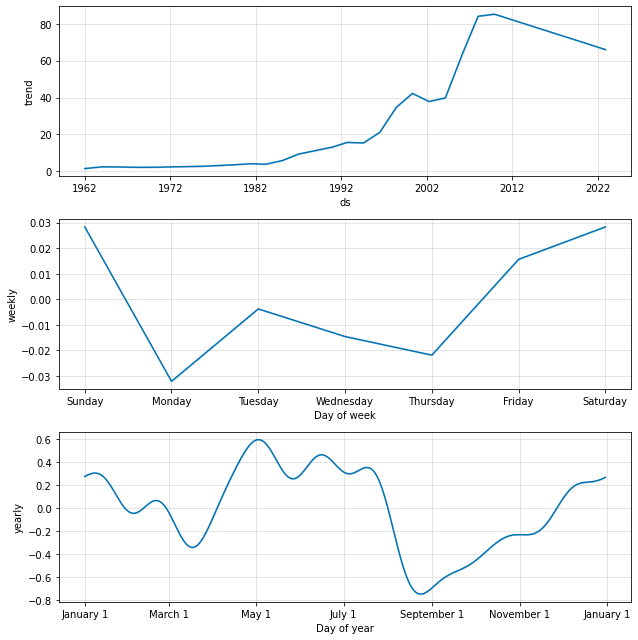 80
60
40
20
0
trend
1962 1972 1982 1992 2002 2012 2022
ds
0.03
0.02
0.01
0.00
−0.01
−0.02
−0.03
weekly
Sunday Monday Tuesday Wednesday Thursday Friday Saturday
Day of week
0.6
0.4
0.2
0.0
−0.2
−0.4
−0.6
−0.8
yearly
January 1 March 1 May 1 July 1 September 1 November 1 January 1
Day of year